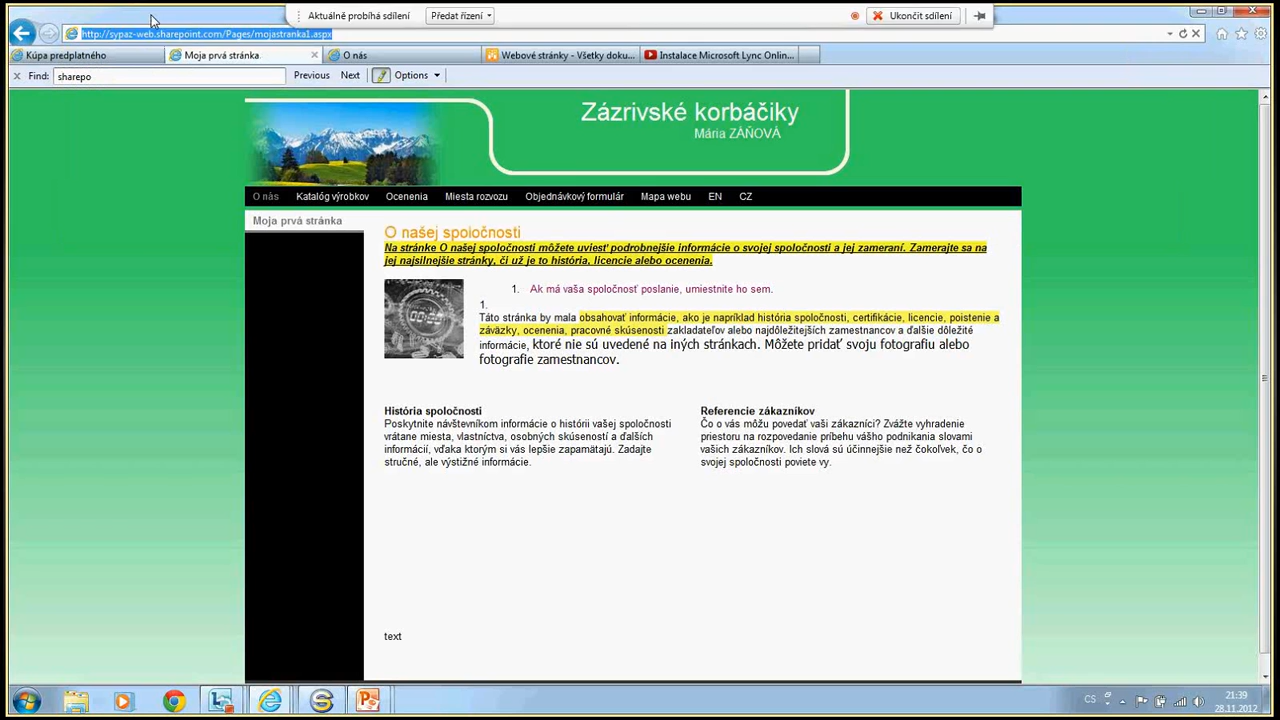 Aktuálně probíhá sdílení
Předat řízení
Ukončit sdílení
http://sypaz-web.sharepoint.com/Pages/mojastranka1.aspx
Kúpa predplatného
Moja prvá stránka
O nás
Webové stránky - Všetky doku...
Instalace Microsoft Lync Onlin...
Find: sharepo
Previous
Next
Options
Zázrivské korbáčiky
Mária ZÁŇOVÁ
O nás Katalóg výrobkov Ocenenia Miesta rozvozu Objednávkový formulár Mapa webu EN CZ
Moja prvá stránka
O našej spoločnosti
Na stránke O našej spoločnosti môžete uviesť podrobnejšie informácie o svojej spoločnosti a jej zameraní. Zamerajte sa na
jej najsilnejšie stránky, či už je to história, licencie alebo ocenenia.
1. Ak má vaša spoločnosť poslanie, umiestnite ho sem.
1.
Táto stránka by mala obsahovať informácie, ako je napríklad história spoločnosti, certifikácie, licencie, poistenie a
záväzky, ocenenia, pracovné skúsenosti zakladateľov alebo najdôležitejších zamestnancov a ďalšie dôležité
informácie, ktoré nie sú uvedené na iných stránkach. Môžete pridať svoju fotografiu alebo
fotografie zamestnancov.
História spoločnosti
Poskytnite návštevníkom informácie o histórii vašej spoločnosti
vrátane miesta, vlastníctva, osobných skúseností a ďalších
informácií, vďaka ktorým si vás lepšie zapamätajú. Zadajte
stručné, ale výstižné informácie.
Referencie zákazníkov
Čo o vás môžu povedať vaši zákazníci? Zvážte vyhradenie
priestoru na rozpovedanie príbehu vášho podnikania slovami
vašich zákazníkov. Ich slová sú účinnejšie než čokoľvek, čo o
svojej spoločnosti poviete vy.
text
CS
21:39
28.11.2012